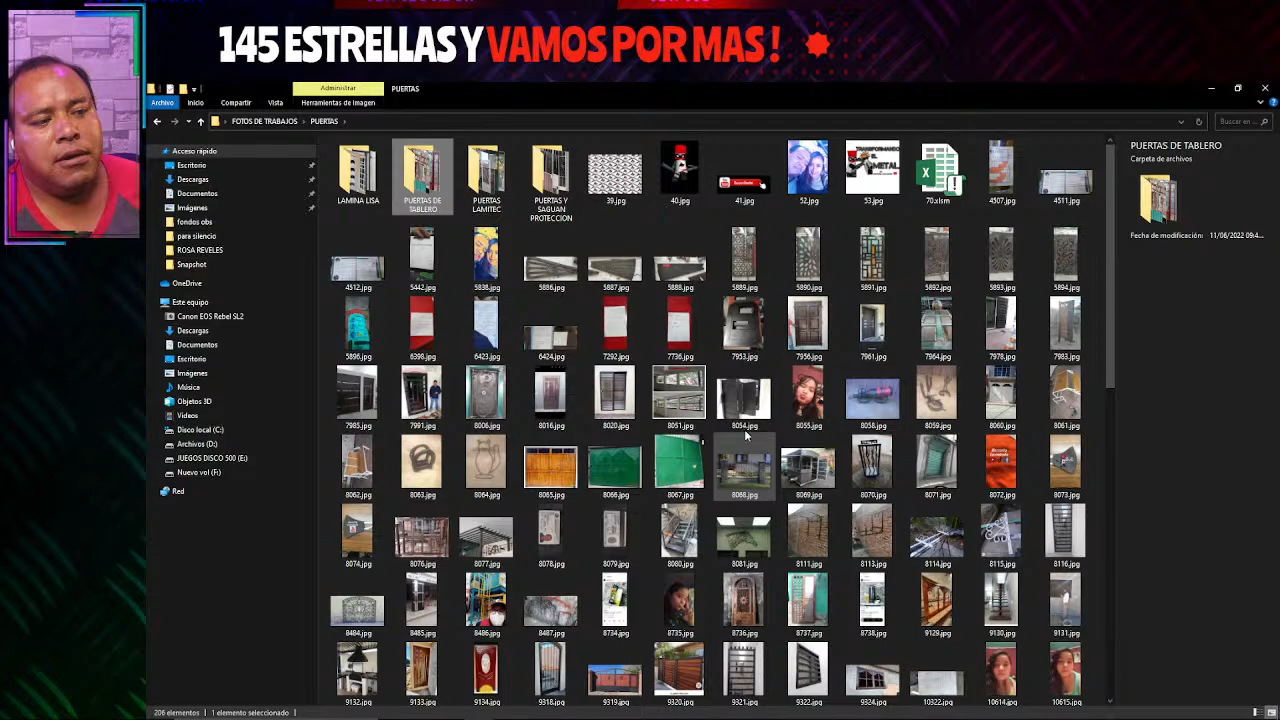 145 ESTRELLAS Y VAMOS POR MAS !
Administrar
PUERTAS
Archivo
Inicio
Compartir
Vista
Herramientas de imagen
FOTOS DE TRABAJOS
PUERTAS
Buscar en ...
Acceso rápido
Escritorio
Descargas
Documentos
Imágenes
fondos obs
para silencio
ROSA REVELES
Snapshot
OneDrive
Este equipo
Canon EOS Rebel SL2
Descargas
Documentos
Escritorio
Imágenes
Música
Objetos 3D
Videos
Disco local (C:)
Archivos (D:)
JUEGOS DISCO 500 (E:)
Nuevo vol (F:)
Red
LAMINA LISA
PUERTAS DE TABLERO
PUERTAS LAMITEC
PUERTAS Y SAGUAN PROTECCION
39.jpg
40.jpg
41.jpg
52.jpg
TRANSFORMANDO EL METAL
53.jpg
70.xlsm
4507.jpg
4511.jpg
4512.jpg
5442.jpg
5838.jpg
5886.jpg
5887.jpg
5888.jpg
5889.jpg
5890.jpg
5891.jpg
5892.jpg
5893.jpg
5894.jpg
5896.jpg
6398.jpg
6423.jpg
6424.jpg
7292.jpg
7736.jpg
7953.jpg
7956.jpg
7961.jpg
7964.jpg
7978.jpg
7983.jpg
7985.jpg
7991.jpg
8006.jpg
8016.jpg
8020.jpg
8051.jpg
8054.jpg
8055.jpg
8058.jpg
8059.jpg
8060.jpg
8061.jpg
8062.jpg
8063.jpg
8064.jpg
8065.jpg
8066.jpg
8067.jpg
8068.jpg
8069.jpg
8070.jpg
8071.jpg
8072.jpg
8073.jpg
8074.jpg
8076.jpg
8077.jpg
8078.jpg
8079.jpg
8080.jpg
8081.jpg
8111.jpg
8113.jpg
8114.jpg
8115.jpg
8116.jpg
8484.jpg
8485.jpg
8486.jpg
8487.jpg
8734.jpg
8735.jpg
8736.jpg
8737.jpg
8738.jpg
9129.jpg
9130.jpg
9131.jpg
9132.jpg
9133.jpg
9134.jpg
9318.jpg
9319.jpg
9320.jpg
9321.jpg
9322.jpg
9324.jpg
10322.jpg
10614.jpg
10615.jpg
PUERTAS DE TABLERO
Carpeta de archivos
Fecha de modificación: 11/06/2022 09:4...
206 elementos
1 elemento seleccionado